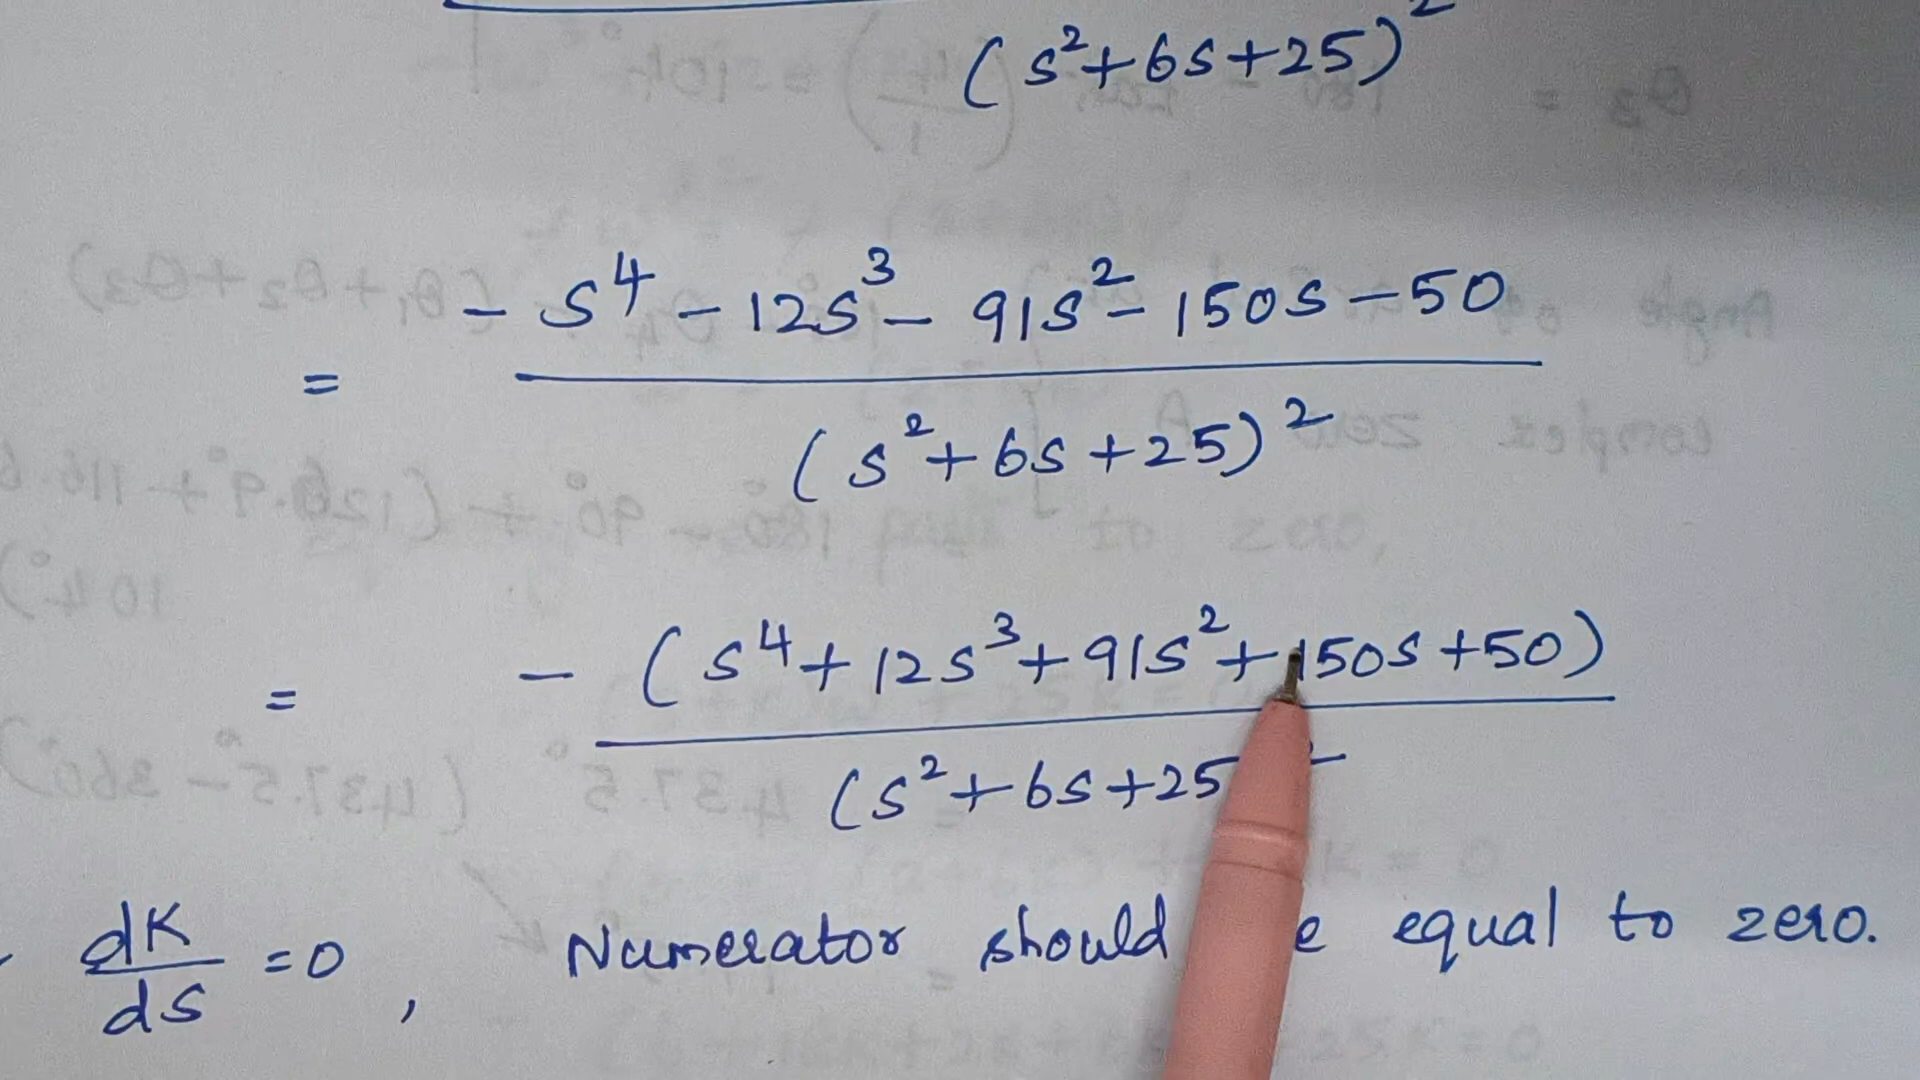 (s²+6s+25)²
- s⁴ - 12s³ - 91s² - 150s - 50
=
(s²+6s+25)²
- (s⁴+12s³+91s²+150s+50)
=
(s²+6s+25
dK/ds =0, Numerator should e equal to zero.